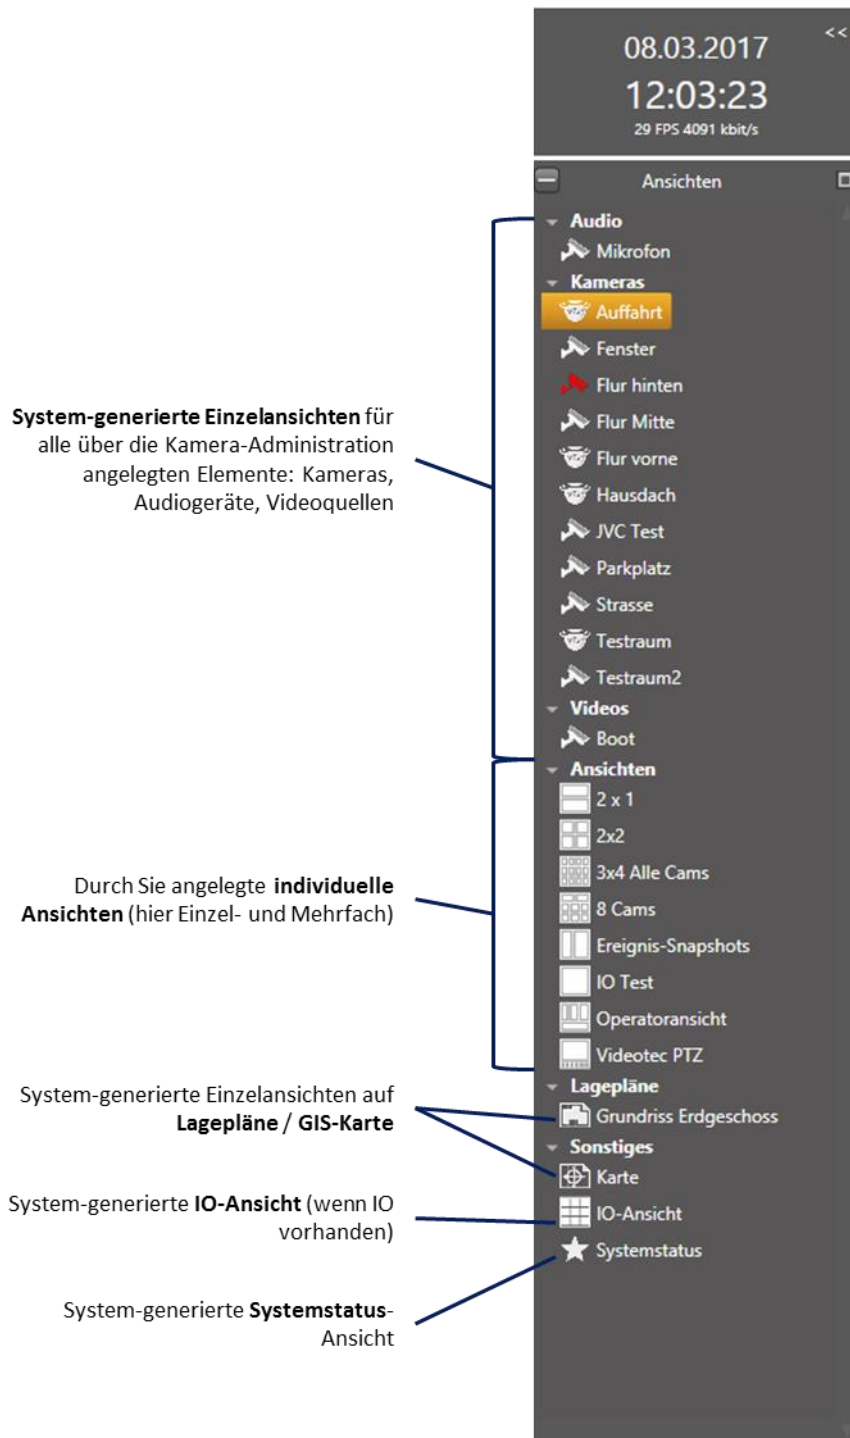 <<
08.03.2017
12:03:23
29 FPS 4091 kbit/s
Ansichten
Audio
Mikrofon
Kameras
Auffahrt
Fenster
Flur hinten
Flur Mitte
Flur vorne
Hausdach
JVC Test
Parkplatz
Strasse
Testraum
Testraum2
Videos
Boot
Ansichten
2 x 1
2x2
3x4 Alle Cams
8 Cams
Ereignis-Snapshots
IO Test
Operatoransicht
Videotec PTZ
Lagepläne
Grundriss Erdgeschoss
Sonstiges
Karte
IO-Ansicht
Systemstatus
System-generierte Einzelansichten für
alle über die Kamera-Administration
angelegten Elemente: Kameras,
Audiogeräte, Videoquellen
Durch Sie angelegte individuelle
Ansichten (hier Einzel- und Mehrfach)
System-generierte Einzelansichten auf
Lagepläne / GIS-Karte
System-generierte IO-Ansicht (wenn IO
vorhanden)
System-generierte Systemstatus-
Ansicht